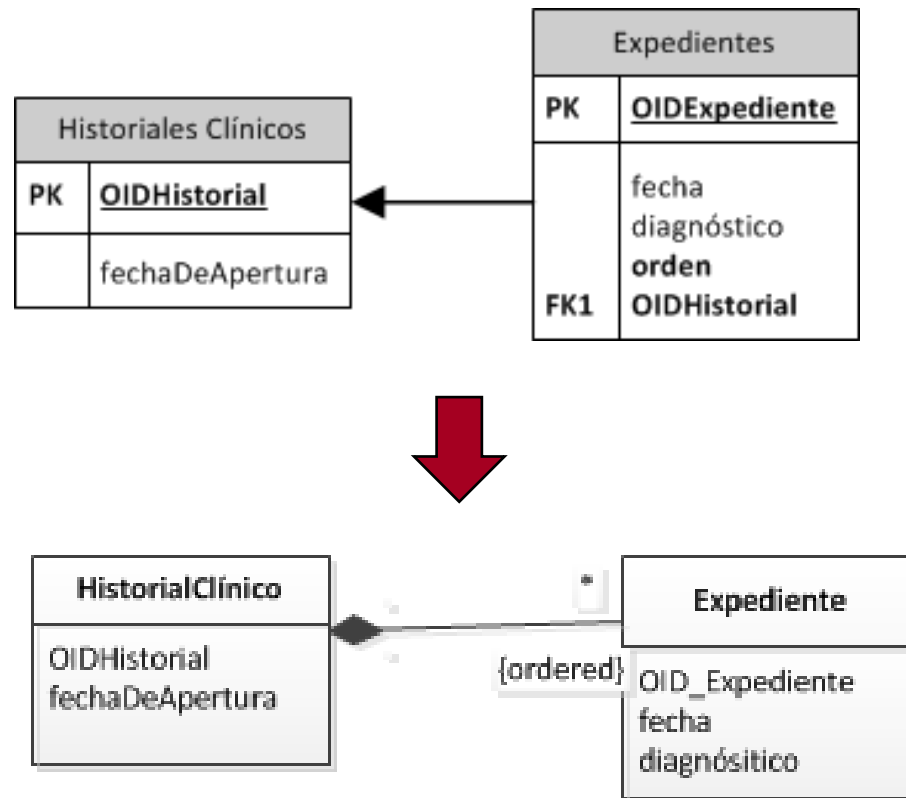 Expedientes
PK OIDExpediente
fecha
diagnóstico
orden
FK1 OIDHistorial
Historiales Clínicos
PK OIDHistorial
fechaDeApertura
HistorialClínico
OIDHistorial
fechaDeApertura
*
{ordered}
Expediente
OID_Expediente
fecha
diagnósitico